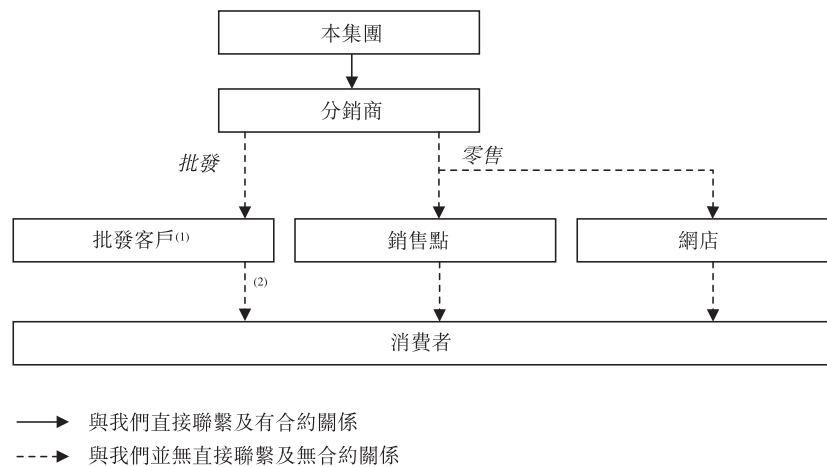 本集團
分銷商
批發
零售
批發客戶(1)
銷售點
網店
(2)
消費者
與我們直接聯繫及有合約關係
與我們並無直接聯繫及無合約關係